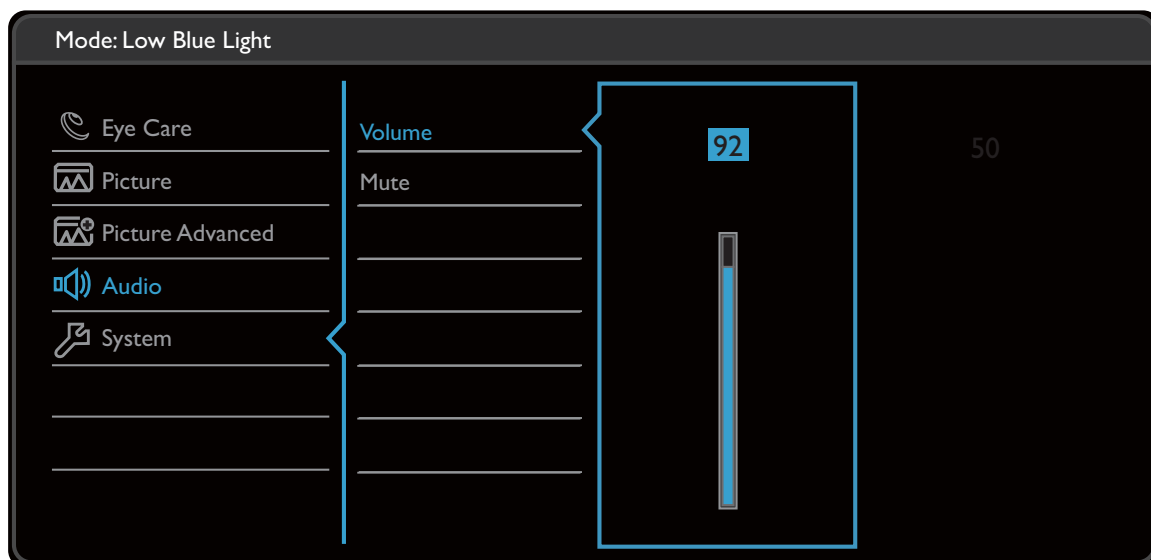 Mode: Low Blue Light
Eye Care
Picture
Picture Advanced
Audio
System
Volume
Mute
92
50